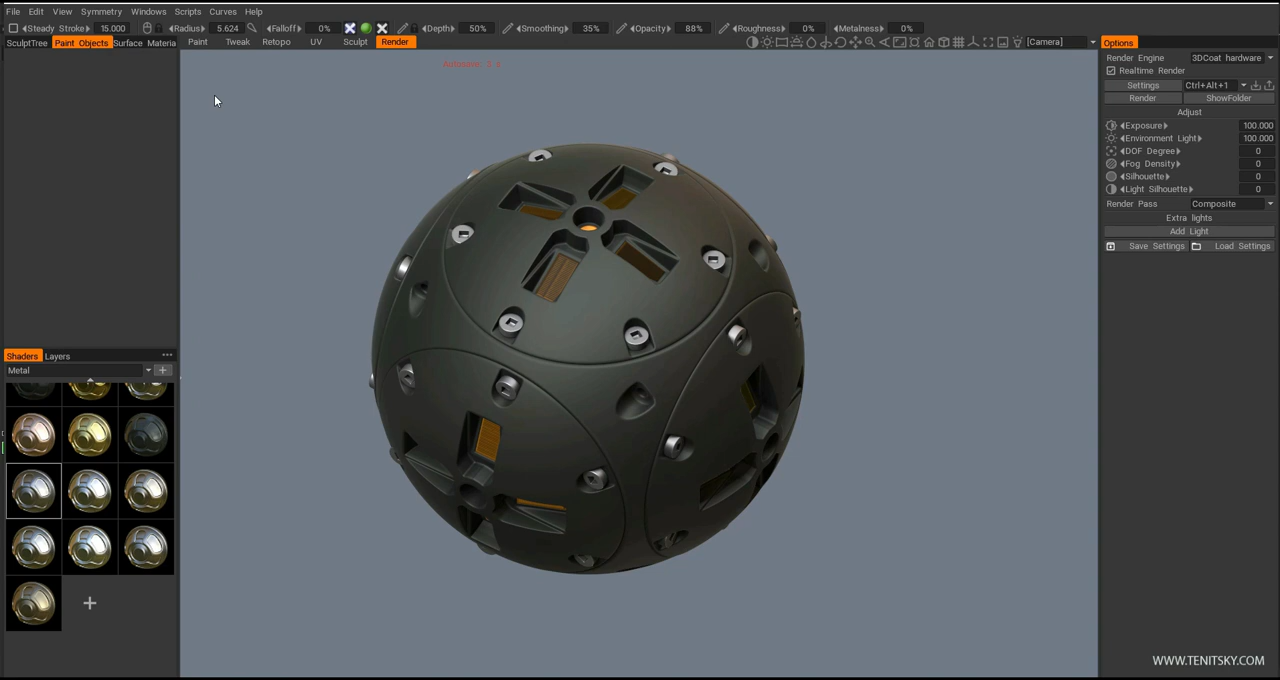 File Edit View Symmetry Windows Scripts Curves Help
Steady Stroke 15.000 Radius 5.624 Falloff 0% Depth 50% Smoothing 35% Opacity 88% Roughness 0% Metalness 0%
SculptTree Paint Objects Surface Materia Paint Tweak Retopo UV Sculpt Render [Camera] Options
Render Engine 3DCoat hardware
Realtime Render
Settings Ctrl+Alt+1
Render ShowFolder
Adjust
Exposure 100.000
Environment Light 100.000
DOF Degree 0
Fog Density 0
Silhouette 0
Light Silhouette 0
Render Pass Composite
Extra lights
Add Light
Save Settings Load Settings
Shaders Layers
Metal
WWW.TENITSKY.COM